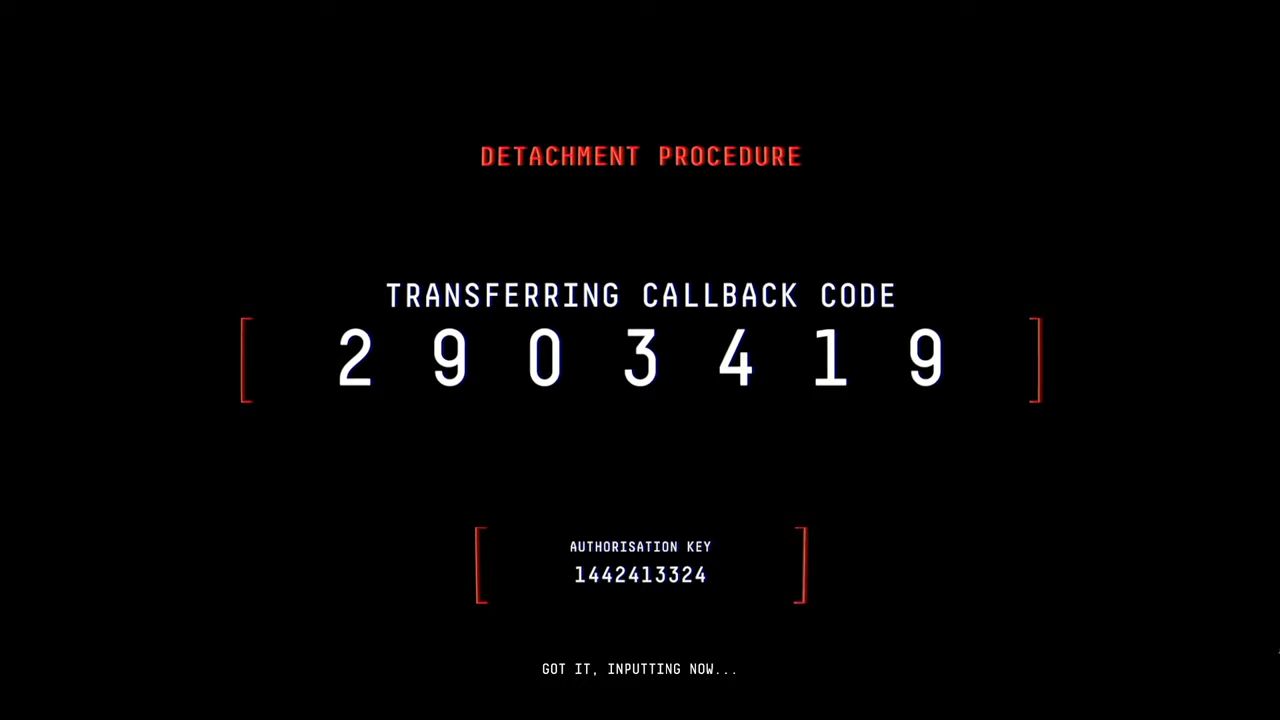 DETACHMENT PROCEDURE
TRANSFERRING CALLBACK CODE
2 9 0 3 4 1 9
AUTHORISATION KEY
1442413324
GOT IT, INPUTTING NOW...